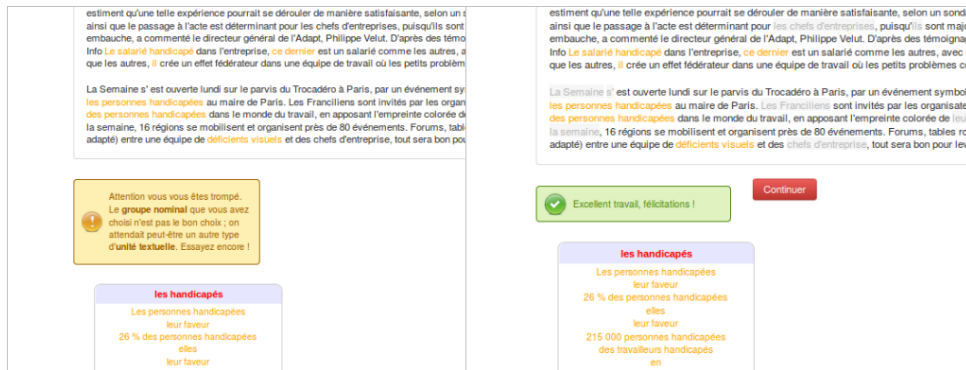 estiment qu'une telle expérience pourrait se dérouler de manière satisfaisante, selon un s
ainsi que le passage à l'acte est déterminant pour les chefs d'entreprises, puisqu'ils sont
embauche, a commenté le directeur général de l'Adapt, Philippe Velut. D'après des témo
Info Le salarié handicapé dans l'entreprise, ce dernier est un salarié comme les autres, a
que les autres, il crée un effet fédérateur dans une équipe de travail où les petits problèm
La Semaine s' est ouverte lundi sur le parvis du Trocadéro à Paris, par un événement sy
les personnes handicapées au maire de Paris. Les Franciliens sont invités par les organ
des personnes handicapées dans le monde du travail, en apposant l'empreinte colorée d
la semaine, 16 régions se mobilisent et organisent près de 80 événements. Forums, tabl
adapté) entre une équipe de déficients visuels et des chefs d'entreprise, tout sera bon pou
Attention vous vous êtes trompé.
Le groupe nominal que vous avez
choisi n'est pas le bon choix ; on
attendait peut-être un autre type
d'unité textuelle. Essayez encore !
les handicapés
Les personnes handicapées
leur faveur
26 % des personnes handicapées
elles
leur faveur
estiment qu'une telle expérience pourrait se dérouler de manière satisfaisante, selon un sond
ainsi que le passage à l'acte est déterminant pour les chefs d'entreprises, puisqu'ils sont maj
embauche, a commenté le directeur général de l'Adapt, Philippe Velut. D'après des témoigna
Info Le salarié handicapé dans l'entreprise, ce dernier est un salarié comme les autres, avec
que les autres, il crée un effet fédérateur dans une équipe de travail où les petits problèmes c
La Semaine s' est ouverte lundi sur le parvis du Trocadéro à Paris, par un événement symbol
les personnes handicapées au maire de Paris. Les Franciliens sont invités par les organisate
des personnes handicapées dans le monde du travail, en apposant l'empreinte colorée de leu
la semaine, 16 régions se mobilisent et organisent près de 80 événements. Forums, tables ro
adapté) entre une équipe de déficients visuels et des chefs d'entreprise, tout sera bon pour lev
Excellent travail, félicitations !
Continuer
les handicapés
Les personnes handicapées
leur faveur
26 % des personnes handicapées
elles
leur faveur
215 000 personnes handicapées
des travailleurs handicapés
en